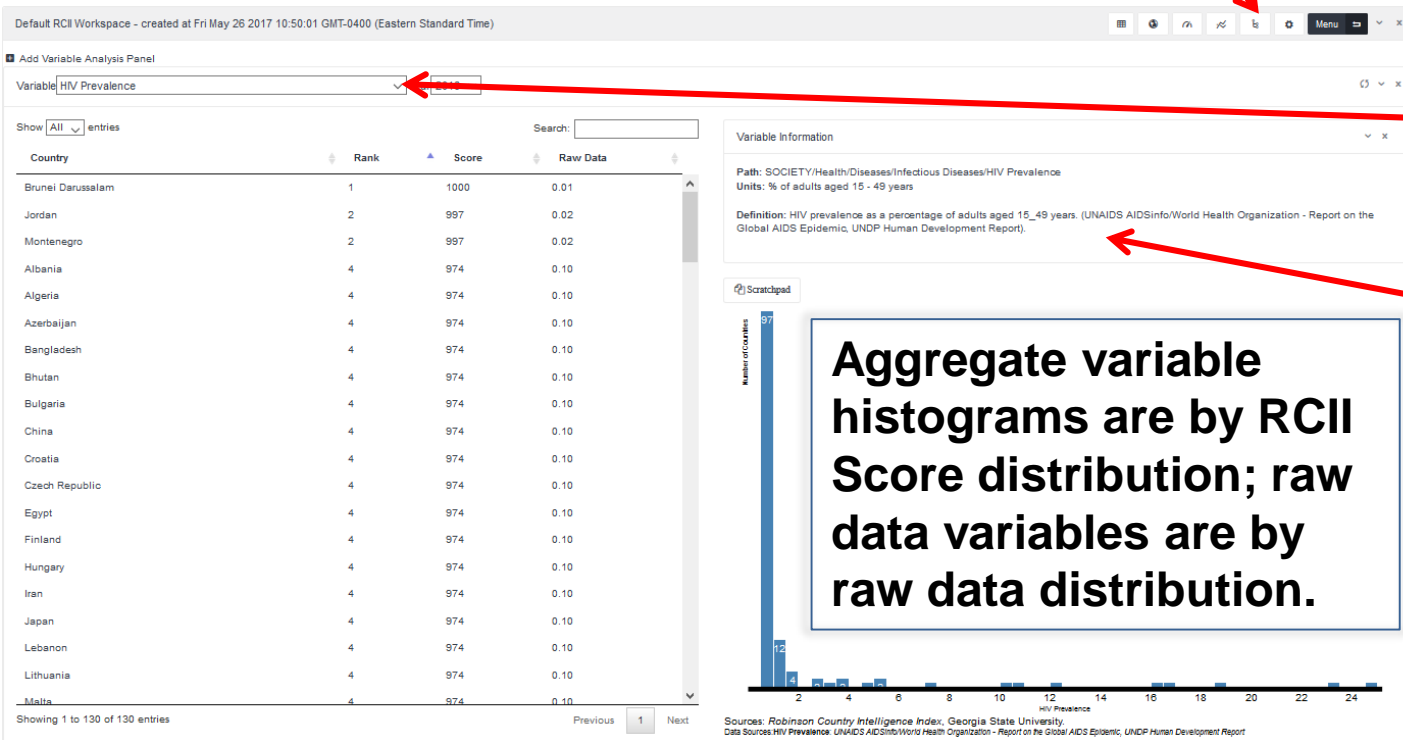 Default RCII Workspace - created at Fri May 26 2017 10:50:01 GMT-0400 (Eastern Standard Time)
Menu
Add Variable Analysis Panel
Variable HIV Prevalence
Show All entries
Search:
Country Rank Score Raw Data
Brunei Darussalam 1 1000 0.01
Jordan 2 997 0.02
Montenegro 2 997 0.02
Albania 4 974 0.10
Algeria 4 974 0.10
Azerbaijan 4 974 0.10
Bangladesh 4 974 0.10
Bhutan 4 974 0.10
Bulgaria 4 974 0.10
China 4 974 0.10
Croatia 4 974 0.10
Czech Republic 4 974 0.10
Egypt 4 974 0.10
Finland 4 974 0.10
Hungary 4 974 0.10
Iran 4 974 0.10
Japan 4 974 0.10
Lebanon 4 974 0.10
Lithuania 4 974 0.10
Malta 4 974 0.10
Showing 1 to 130 of 130 entries
Previous 1 Next
Variable Information
Path: SOCIETY/Health/Diseases/Infectious Diseases/HIV Prevalence
Units: % of adults aged 15 - 49 years
Definition: HIV prevalence as a percentage of adults aged 15_49 years. (UNAIDS AIDSinfo/World Health Organization - Report on the
Global AIDS Epidemic, UNDP Human Development Report).
Scratchpad
Number of Countries
97
12
4
Aggregate variable
histograms are by RCII
Score distribution; raw
data variables are by
raw data distribution.
2 4 6 8 10 12 14 16 18 20 22 24
HIV Prevalence
Sources: Robinson Country Intelligence Index, Georgia State University.
Data Sources:HIV Prevalence: UNAIDS AIDSinfo/World Health Organization - Report on the Global AIDS Epidemic, UNDP Human Development Report